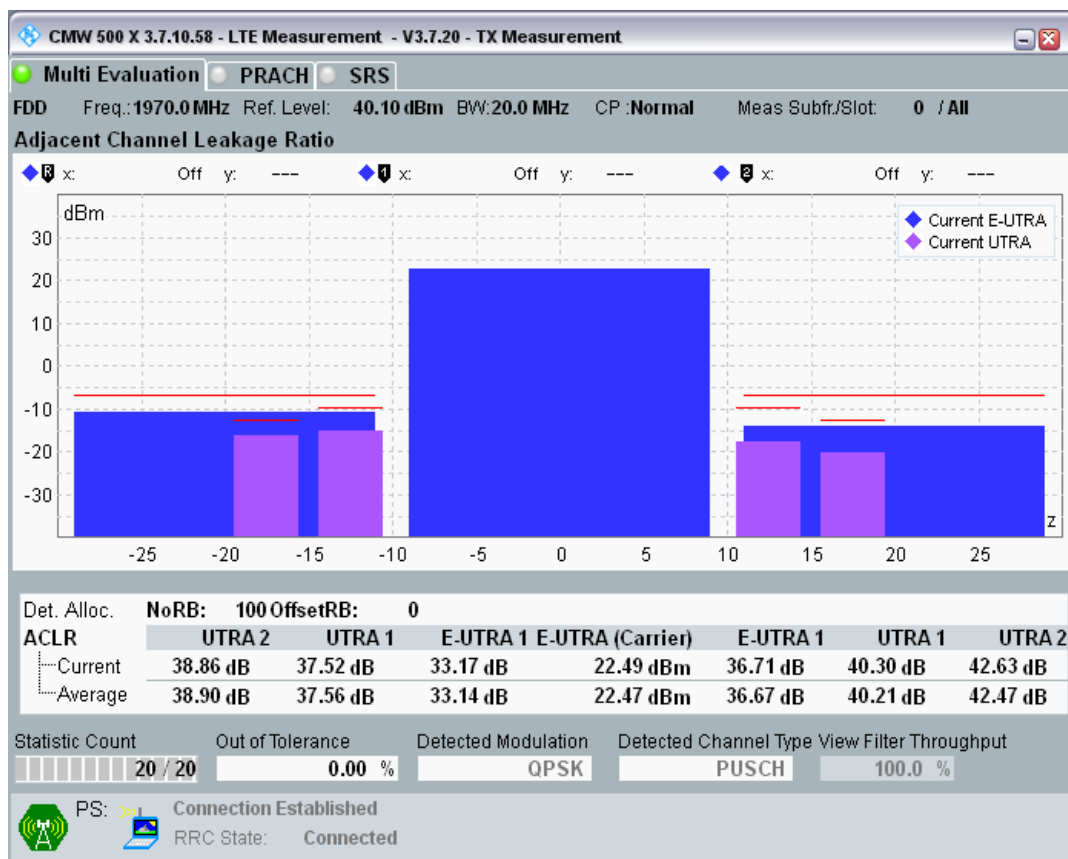 CMW 500 X 3.7.10.58 - LTE Measurement - V3.7.20 - TX Measurement
Multi Evaluation PRACH SRS
FDD Freq.:1970.0 MHz Ref. Level: 40.10 dBm BW:20.0 MHz CP :Normal Meas Subfr./Slot: 0 / All
Adjacent Channel Leakage Ratio
R x: Off y: --- 1 x: Off y: --- 2 x: Off y: ---
dBm
Current E-UTRA
Current UTRA
30
20
10
0
-10
-20
-30
z
-25 -20 -15 -10 -5 0 5 10 15 20 25
Det. Alloc. NoRB: 100 OffsetRB: 0
ACLR UTRA 2 UTRA 1 E-UTRA 1 E-UTRA (Carrier) E-UTRA 1 UTRA 1 UTRA 2
Current 38.86 dB 37.52 dB 33.17 dB 22.49 dBm 36.71 dB 40.30 dB 42.63 dB
Average 38.90 dB 37.56 dB 33.14 dB 22.47 dBm 36.67 dB 40.21 dB 42.47 dB
Statistic Count Out of Tolerance Detected Modulation Detected Channel Type View Filter Throughput
20 / 20 0.00 % QPSK PUSCH 100.0 %
PS: Connection Established
RRC State: Connected